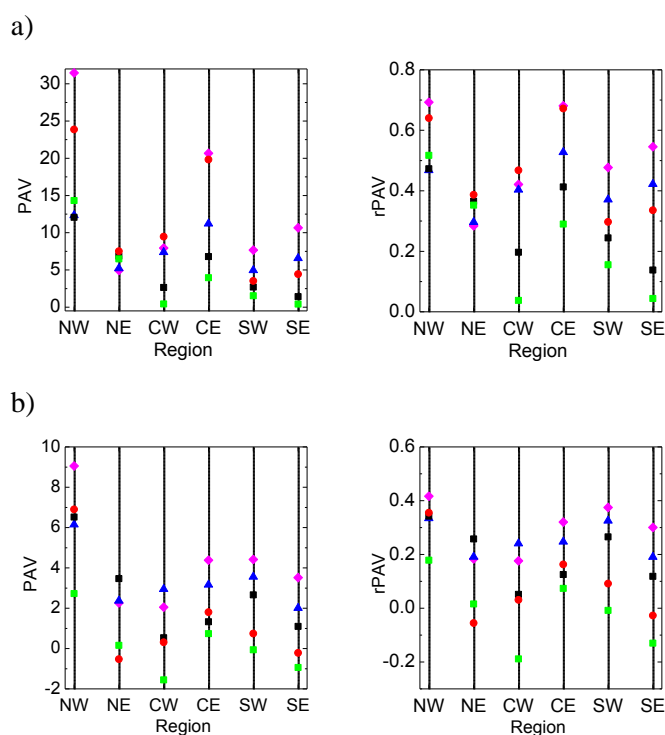 a)
30
25
20
15
10
5
0
PAV
NW NE CW CE SW SE
Region
0.8
0.6
0.4
0.2
0.0
rPAV
NW NE CW CE SW SE
Region
b)
10
8
6
4
2
0
-2
PAV
NW NE CW CE SW SE
Region
0.6
0.4
0.2
0.0
-0.2
rPAV
NW NE CW CE SW SE
Region